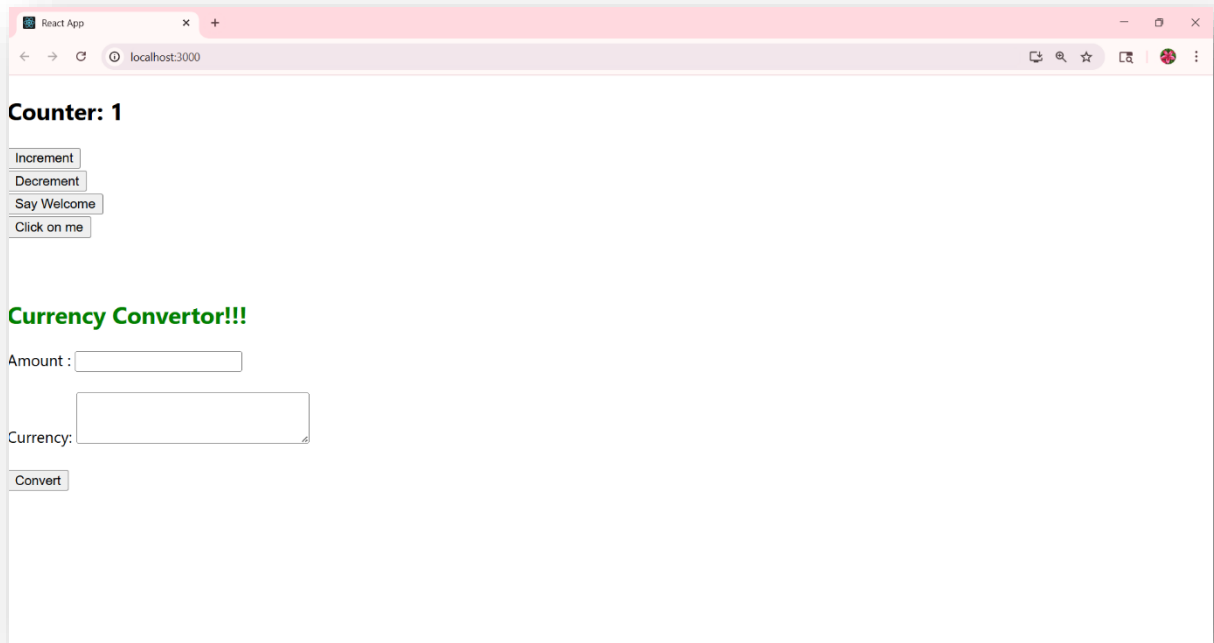 React App
localhost:3000
Counter: 1
Increment
Decrement
Say Welcome
Click on me
Currency Convertor!!!
Amount :
Currency:
Convert